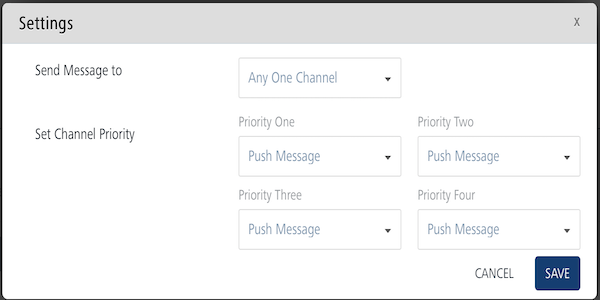 Settings
x
Send Message to
Any One Channel
Set Channel Priority
Priority One
Priority Two
Push Message
Push Message
Priority Three
Priority Four
Push Message
Push Message
CANCEL
SAVE